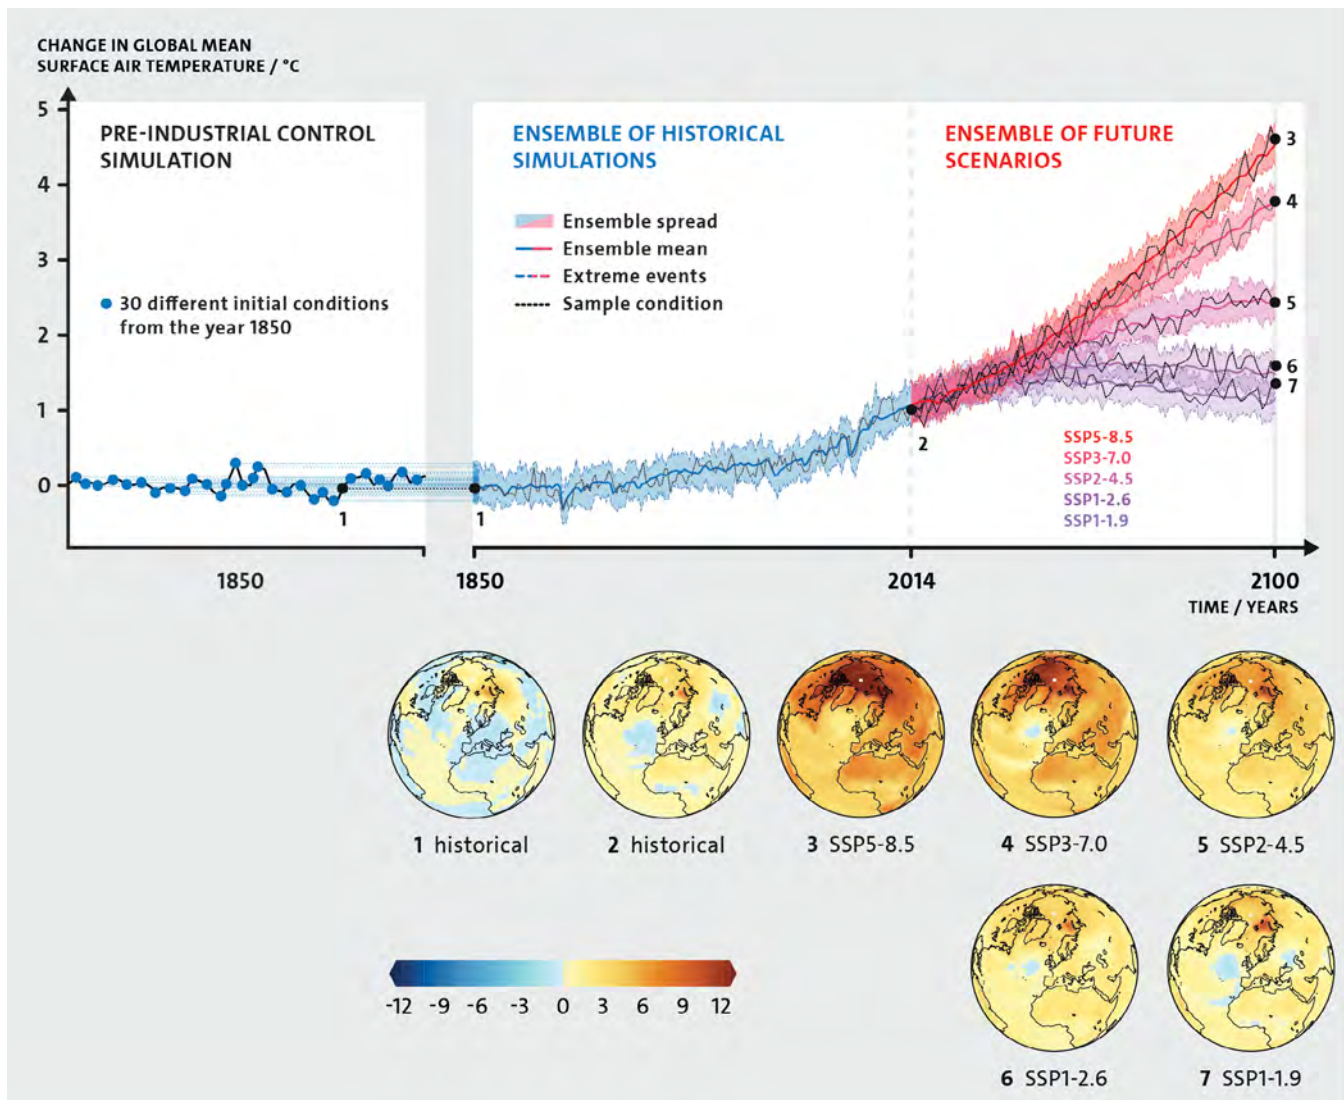 CHANGE IN GLOBAL MEAN
SURFACE AIR TEMPERATURE / °C
5
4
3
2
1
0
PRE-INDUSTRIAL CONTROL
SIMULATION
30 different initial conditions
from the year 1850
1
1850
ENSEMBLE OF HISTORICAL
SIMULATIONS
Ensemble spread
Ensemble mean
Extreme events
Sample condition
1
ENSEMBLE OF FUTURE
SCENARIOS
3
4
5
6
7
2
SSP5-8.5
SSP3-7.0
SSP2-4.5
SSP1-2.6
SSP1-1.9
1850
2014
2100
TIME / YEARS
1 historical
2 historical
3 SSP5-8.5
4 SSP3-7.0
5 SSP2-4.5
-12 -9 -6 -3 0 3 6 9 12
6 SSP1-2.6
7 SSP1-1.9